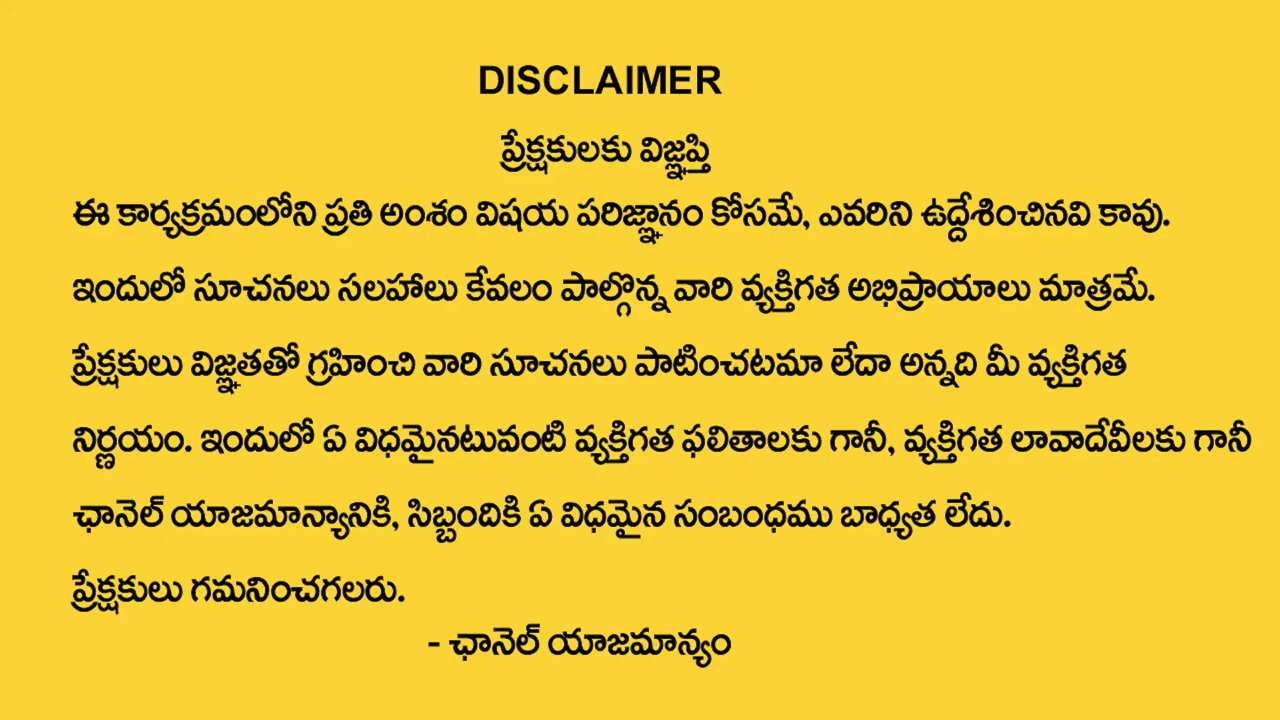 DISCLAIMER
ప్రేక్షకులకు విజ్ఞప్తి
ఈ కార్యక్రమంలోని ప్రతి అంశం విషయ పరిజ్ఞానం కోసమే, ఎవరిని ఉద్దేశించినవి కావు.
ఇందులో సూచనలు సలహాలు కేవలం పాల్గొన్న వారి వ్యక్తిగత అభిప్రాయాలు మాత్రమే.
ప్రేక్షకులు విజ్ఞతతో గ్రహించి వారి సూచనలు పాటించటమా లేదా అన్నది మీ వ్యక్తిగత
నిర్ణయం. ఇందులో ఏ విధమైనటువంటి వ్యక్తిగత ఫలితాలకు గానీ, వ్యక్తిగత లావాదేవీలకు గానీ
ఛానెల్ యాజమాన్యానికి, సిబ్బందికి ఏ విధమైన సంబంధము బాధ్యత లేదు.
ప్రేక్షకులు గమనించగలరు.
- ఛానెల్ యాజమాన్యం